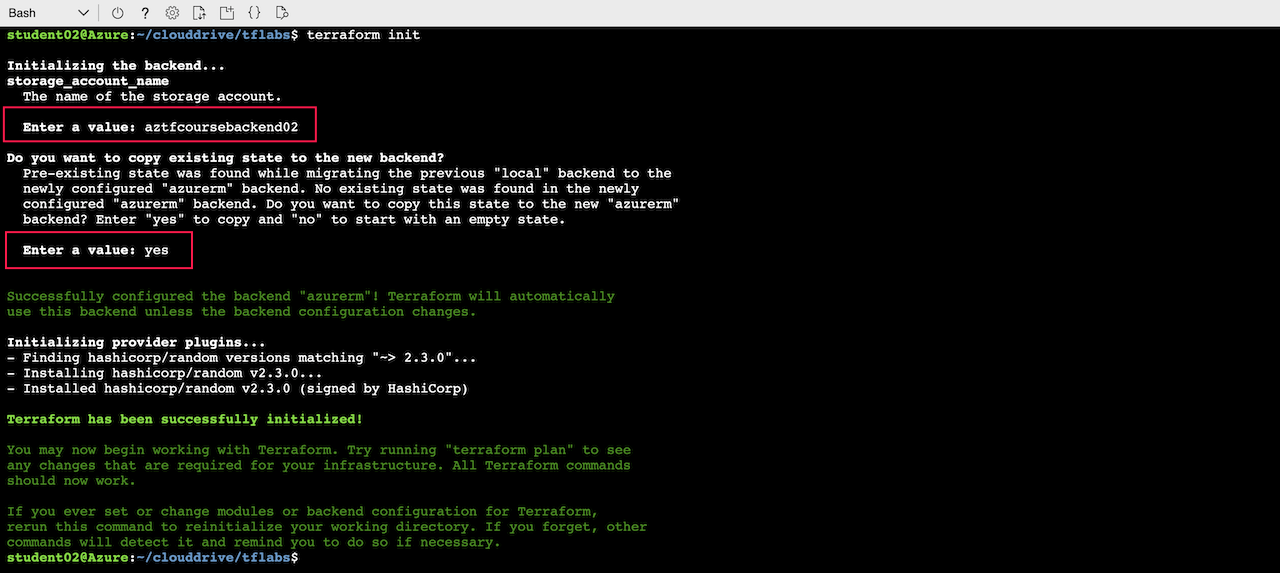 Bash
student02@Azure:~/clouddrive/tflabs$ terraform init
Initializing the backend...
storage_account_name
The name of the storage account.
Enter a value: aztfcoursebackend02
Do you want to copy existing state to the new backend?
Pre-existing state was found while migrating the previous "local" backend to the
newly configured "azurerm" backend. No existing state was found in the newly
configured "azurerm" backend. Do you want to copy this state to the new "azurerm"
backend? Enter "yes" to copy and "no" to start with an empty state.
Enter a value: yes
Successfully configured the backend "azurerm"! Terraform will automatically
use this backend unless the backend configuration changes.
Initializing provider plugins...
- Finding hashicorp/random versions matching "~> 2.3.0"...
- Installing hashicorp/random v2.3.0...
- Installed hashicorp/random v2.3.0 (signed by HashiCorp)
Terraform has been successfully initialized!
You may now begin working with Terraform. Try running "terraform plan" to see
any changes that are required for your infrastructure. All Terraform commands
should now work.
If you ever set or change modules or backend configuration for Terraform,
rerun this command to reinitialize your working directory. If you forget, other
commands will detect it and remind you to do so if necessary.
student02@Azure:~/clouddrive/tflabs$